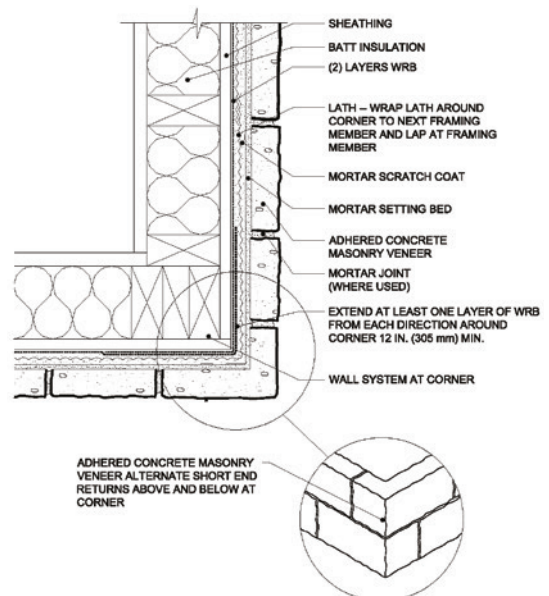 SHEATHING
BATT INSULATION
(2) LAYERS WRB
LATH – WRAP LATH AROUND
CORNER TO NEXT FRAMING
MEMBER AND LAP AT FRAMING
MEMBER
MORTAR SCRATCH COAT
MORTAR SETTING BED
ADHERED CONCRETE
MASONRY VENEER
MORTAR JOINT
(WHERE USED)
EXTEND AT LEAST ONE LAYER OF WRB
FROM EACH DIRECTION AROUND
CORNER 12 IN. (305 mm) MIN.
WALL SYSTEM AT CORNER
ADHERED CONCRETE MASONRY
VENEER ALTERNATE SHORT END
RETURNS ABOVE AND BELOW AT
CORNER